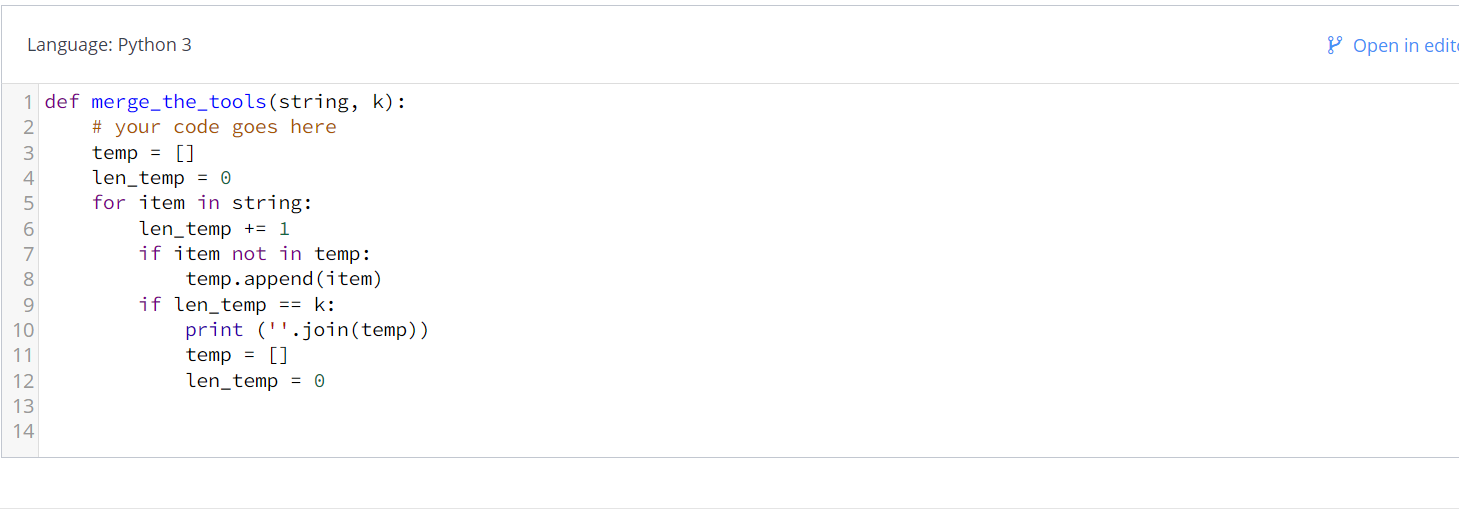 Language: Python 3
Open in edit
1 def merge_the_tools(string, k):
2     # your code goes here
3     temp = []
4     len_temp = 0
5     for item in string:
6         len_temp += 1
7         if item not in temp:
8             temp.append(item)
9         if len_temp == k:
10             print (''.join(temp))
11             temp = []
12             len_temp = 0
13
14